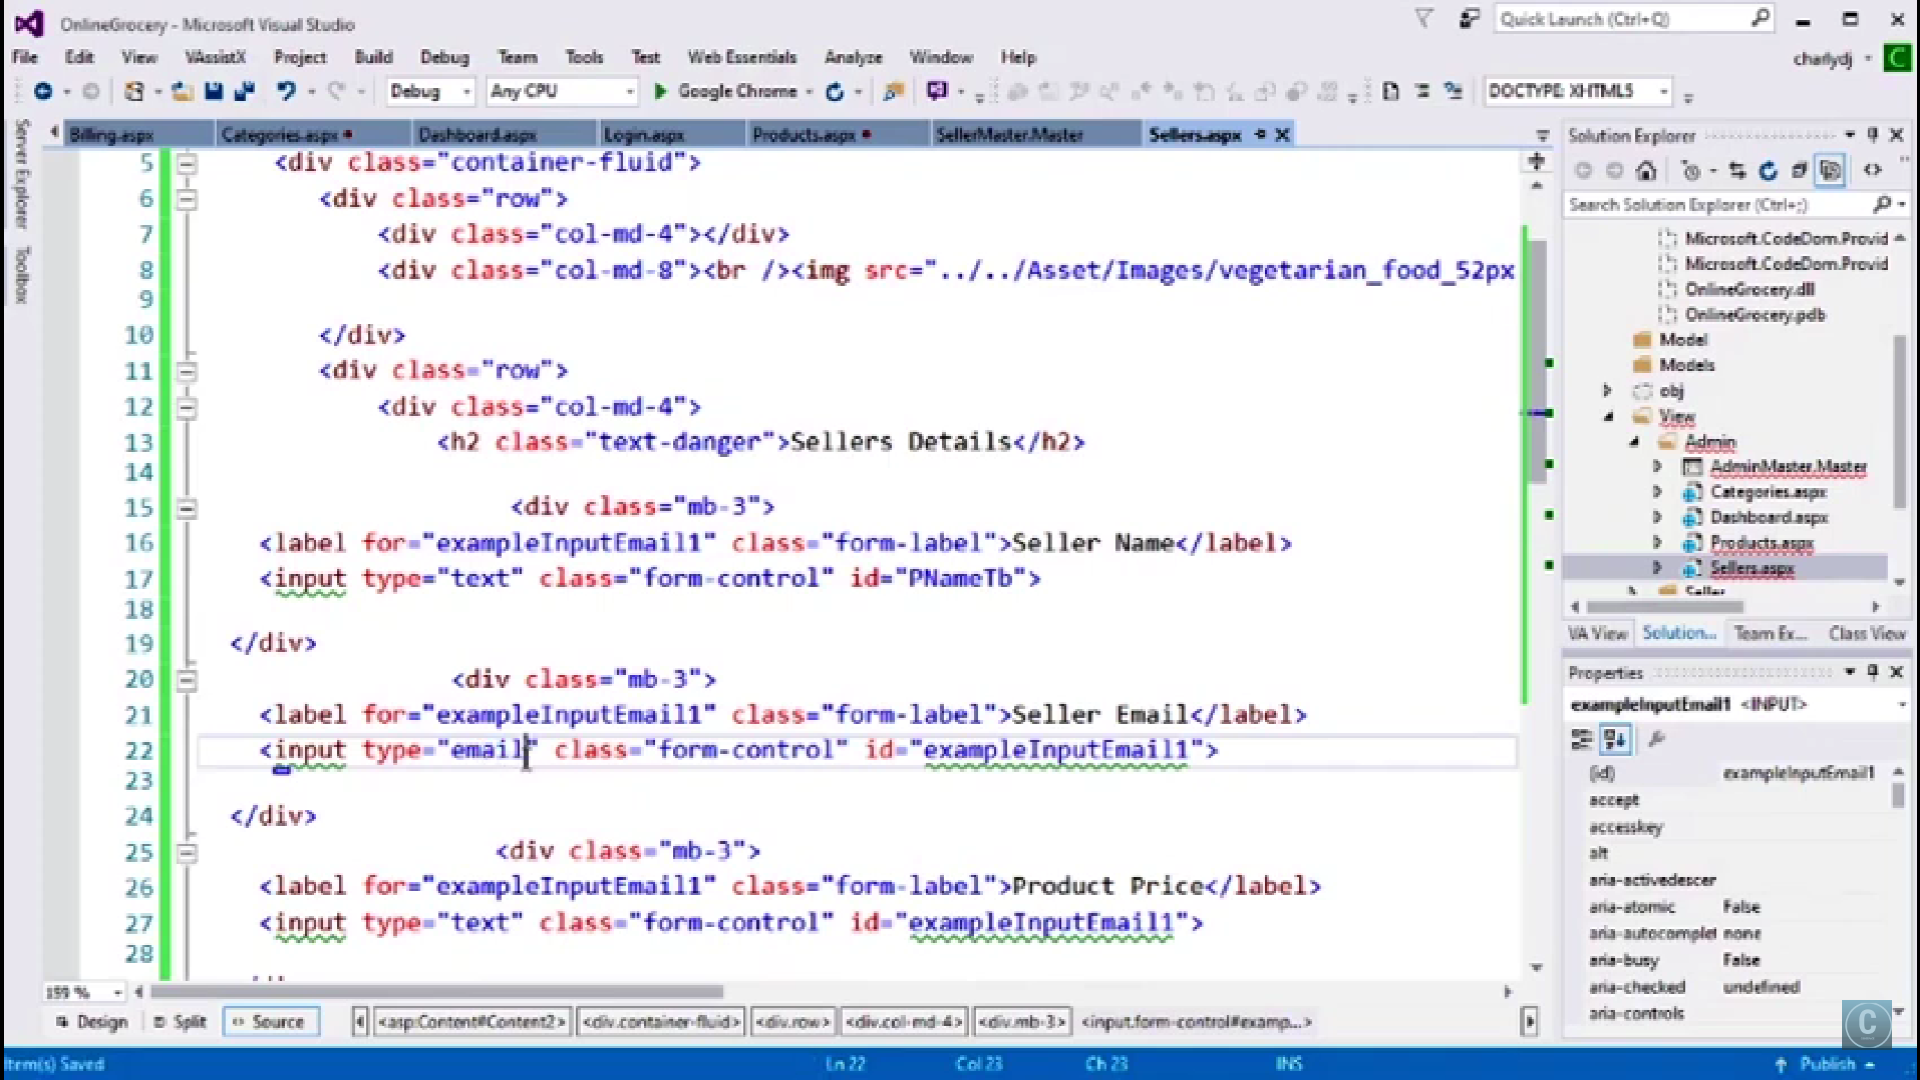 OnlineGrocery - Microsoft Visual Studio
Quick Launch (Ctrl+Q)
File Edit View VAssistX Project Build Debug Team Tools Test Web Essentials Analyze Window Help
charlydj C
Debug Any CPU Google Chrome DOCTYPE: XHTML5
Billing.aspx Categories.aspx Dashboard.aspx Login.aspx Products.aspx SellerMaster.Master Sellers.aspx
Server Explorer
Toolbox
5 <div class="container-fluid">
6 <div class="row">
7 <div class="col-md-4"></div>
8 <div class="col-md-8"><br /><img src="../../Asset/Images/vegetarian_food_52px
9
10 </div>
11 <div class="row">
12 <div class="col-md-4">
13 <h2 class="text-danger">Sellers Details</h2>
14
15 <div class="mb-3">
16 <label for="exampleInputEmail1" class="form-label">Seller Name</label>
17 <input type="text" class="form-control" id="PNameTb">
18
19 </div>
20 <div class="mb-3">
21 <label for="exampleInputEmail1" class="form-label">Seller Email</label>
22 <input type="email" class="form-control" id="exampleInputEmail1">
23
24 </div>
25 <div class="mb-3">
26 <label for="exampleInputEmail1" class="form-label">Product Price</label>
27 <input type="text" class="form-control" id="exampleInputEmail1">
28
159 %
Design Split Source <asp:Content#Content2> <div.container-fluid> <div.row> <div.col-md-4> <div.mb-3> <input.form-control#examp...>
Item(s) Saved Ln 22 Col 23 Ch 23 INS Publish
Solution Explorer
Search Solution Explorer (Ctrl+;)
Microsoft.CodeDom.Provid
Microsoft.CodeDom.Provid
OnlineGrocery.dll
OnlineGrocery.pdb
Model
Models
obj
View
Admin
AdminMaster.Master
Categories.aspx
Dashboard.aspx
Products.aspx
Sellers.aspx
Seller
VA View Solution... Team Ex... Class View
Properties
exampleInputEmail1 <INPUT>
(id) exampleInputEmail1
accept
accesskey
alt
aria-activedescer
aria-atomic False
aria-autocomplet none
aria-busy False
aria-checked undefined
aria-controls
C